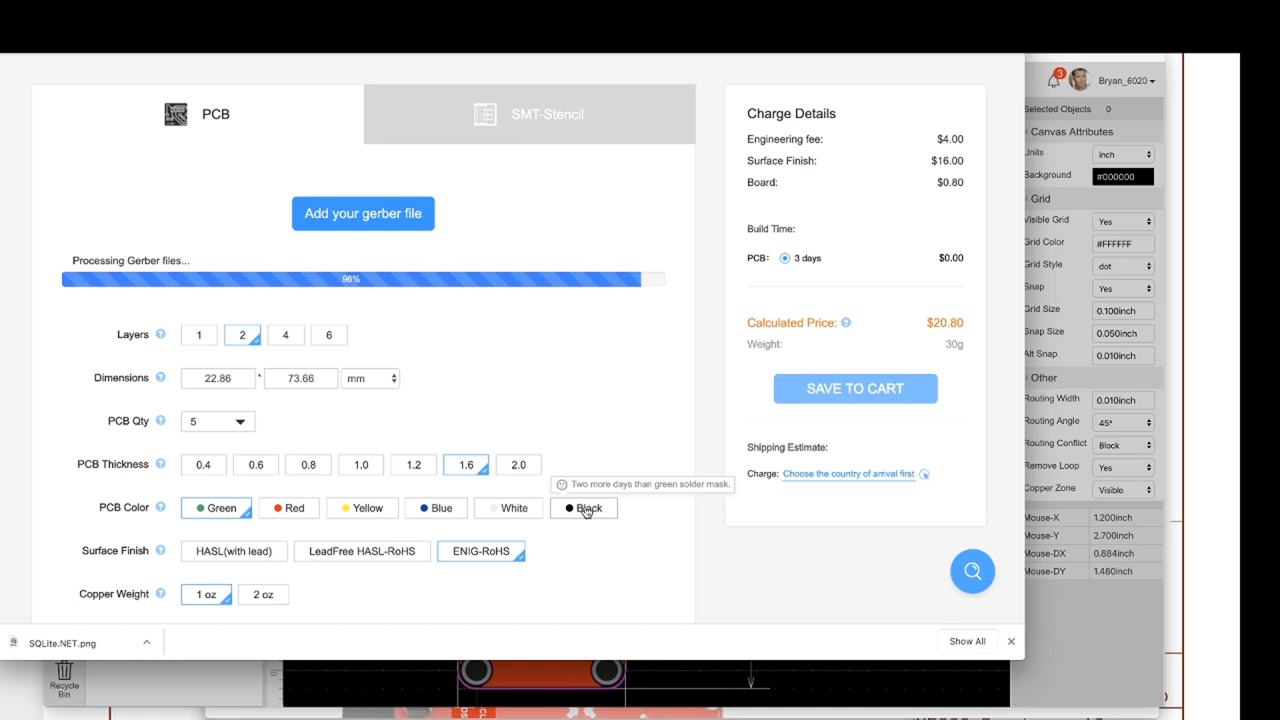 PCB
SMT-Stencil
Add your gerber file
Processing Gerber files...
96%
Layers ? 1 2 4 6
Dimensions ? 22.86 * 73.66 mm
PCB Qty ? 5
PCB Thickness ? 0.4 0.6 0.8 1.0 1.2 1.6 2.0
Two more days than green solder mask.
PCB Color ? Green Red Yellow Blue White Black
Surface Finish ? HASL(with lead) LeadFree HASL-RoHS ENIG-RoHS
Copper Weight ? 1 oz 2 oz
Charge Details
Engineering fee: $4.00
Surface Finish: $16.00
Board: $0.80
Build Time:
PCB: 3 days $0.00
Calculated Price: ? $20.80
Weight: 30g
SAVE TO CART
Shipping Estimate:
Charge: Choose the country of arrival first
3 Bryan_6020
Selected Objects 0
Canvas Attributes
Units inch
Background #000000
Grid
Visible Grid Yes
Grid Color #FFFFFF
Grid Style dot
Snap Yes
Grid Size 0.100inch
Snap Size 0.050inch
Alt Snap 0.010inch
Other
Routing Width 0.010inch
Routing Angle 45°
Routing Conflict Block
Remove Loop Yes
Copper Zone Visible
Mouse-X 1.200inch
Mouse-Y 2.700inch
Mouse-DX 0.884inch
Mouse-DY 1.480inch
SQLite.NET.png
Show All
Recycle
Bin